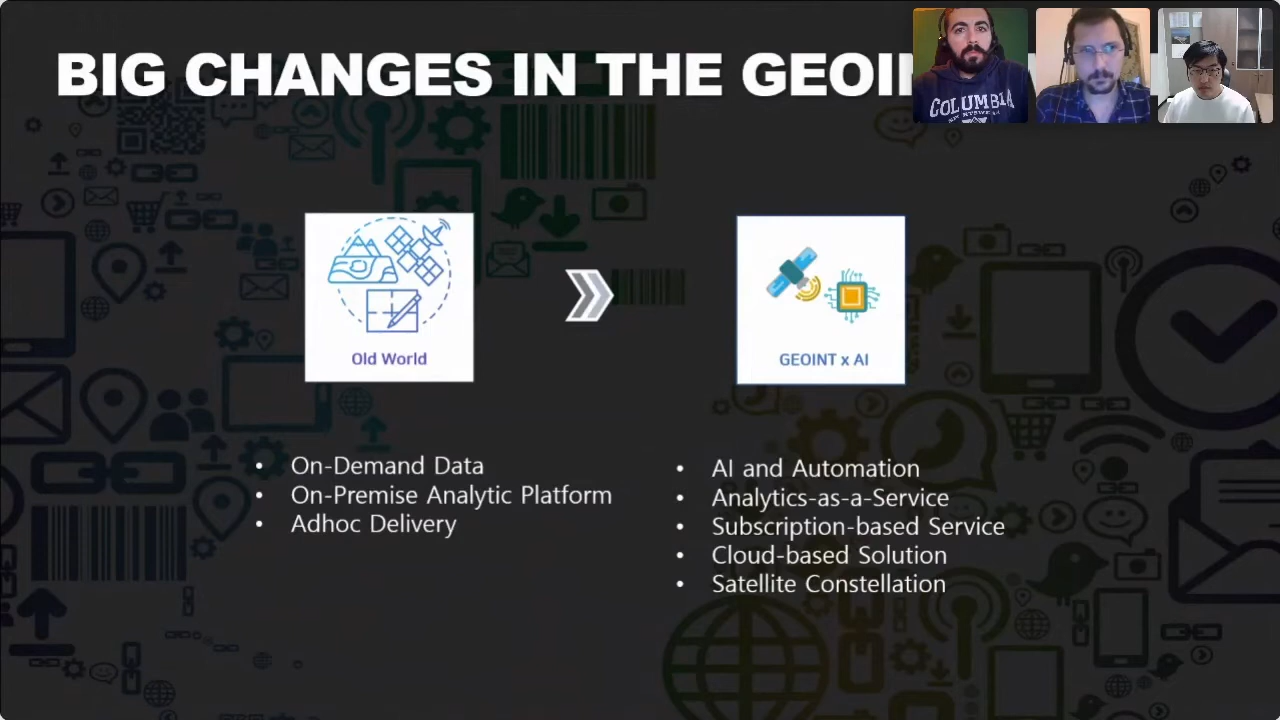 BIG CHANGES IN THE
COLUMBIA
Old World
GEOINT x AI
• On-Demand Data
• On-Premise Analytic Platform
• Adhoc Delivery
• AI and Automation
• Analytics-as-a-Service
• Subscription-based Service
• Cloud-based Solution
• Satellite Constellation